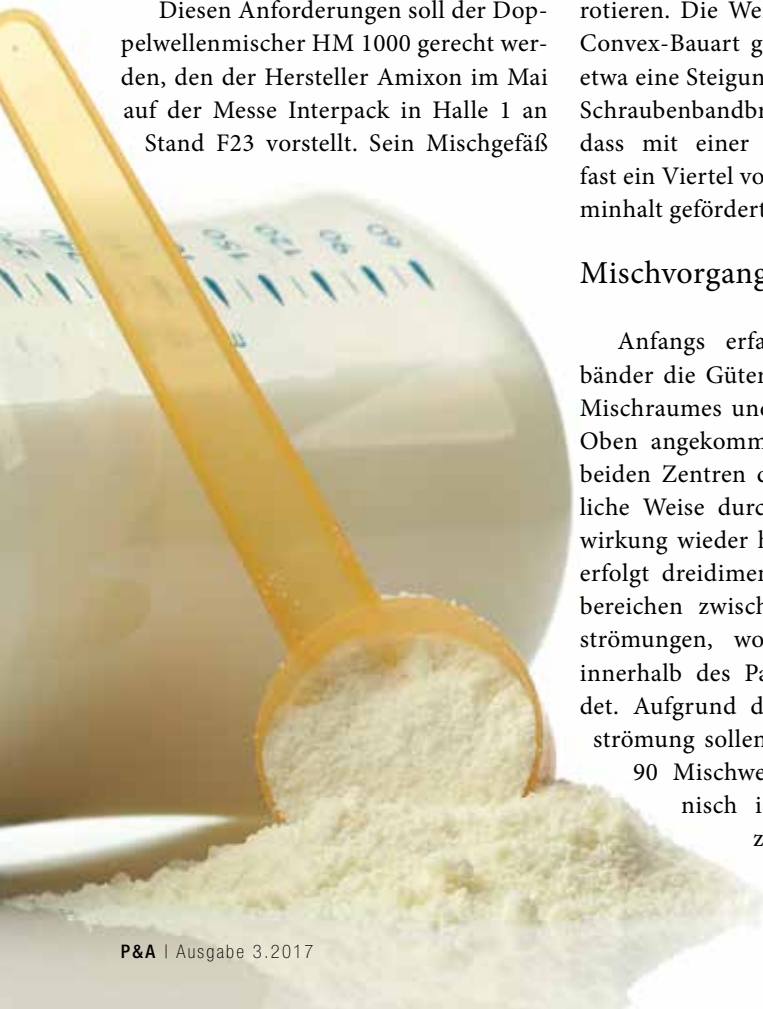 Diesen Anforderungen soll der Dop-
pelwellenmischer HM 1000 gerecht wer-
den, den der Hersteller Amixon im Mai
auf der Messe Interpack in Halle 1 an
Stand F23 vorstellt. Sein Mischgefäß
rotieren. Die We
Convex-Bauart g
etwa eine Steigun
Schraubenbandbr
dass mit einer
fast ein Viertel vo
minhalt gefördert
Mischvorgang
Anfangs erfa
bänder die Güter
Mischraumes und
Oben angekomm
beiden Zentren d
liche Weise durc
wirkung wieder h
erfolgt dreidimen
bereichen zwisch
strömungen, wo
innerhalb des Pa
det. Aufgrund d
strömung sollen
90 Mischwe
nisch i
z
150
120
90
60
P&A | Ausgabe 3.2017